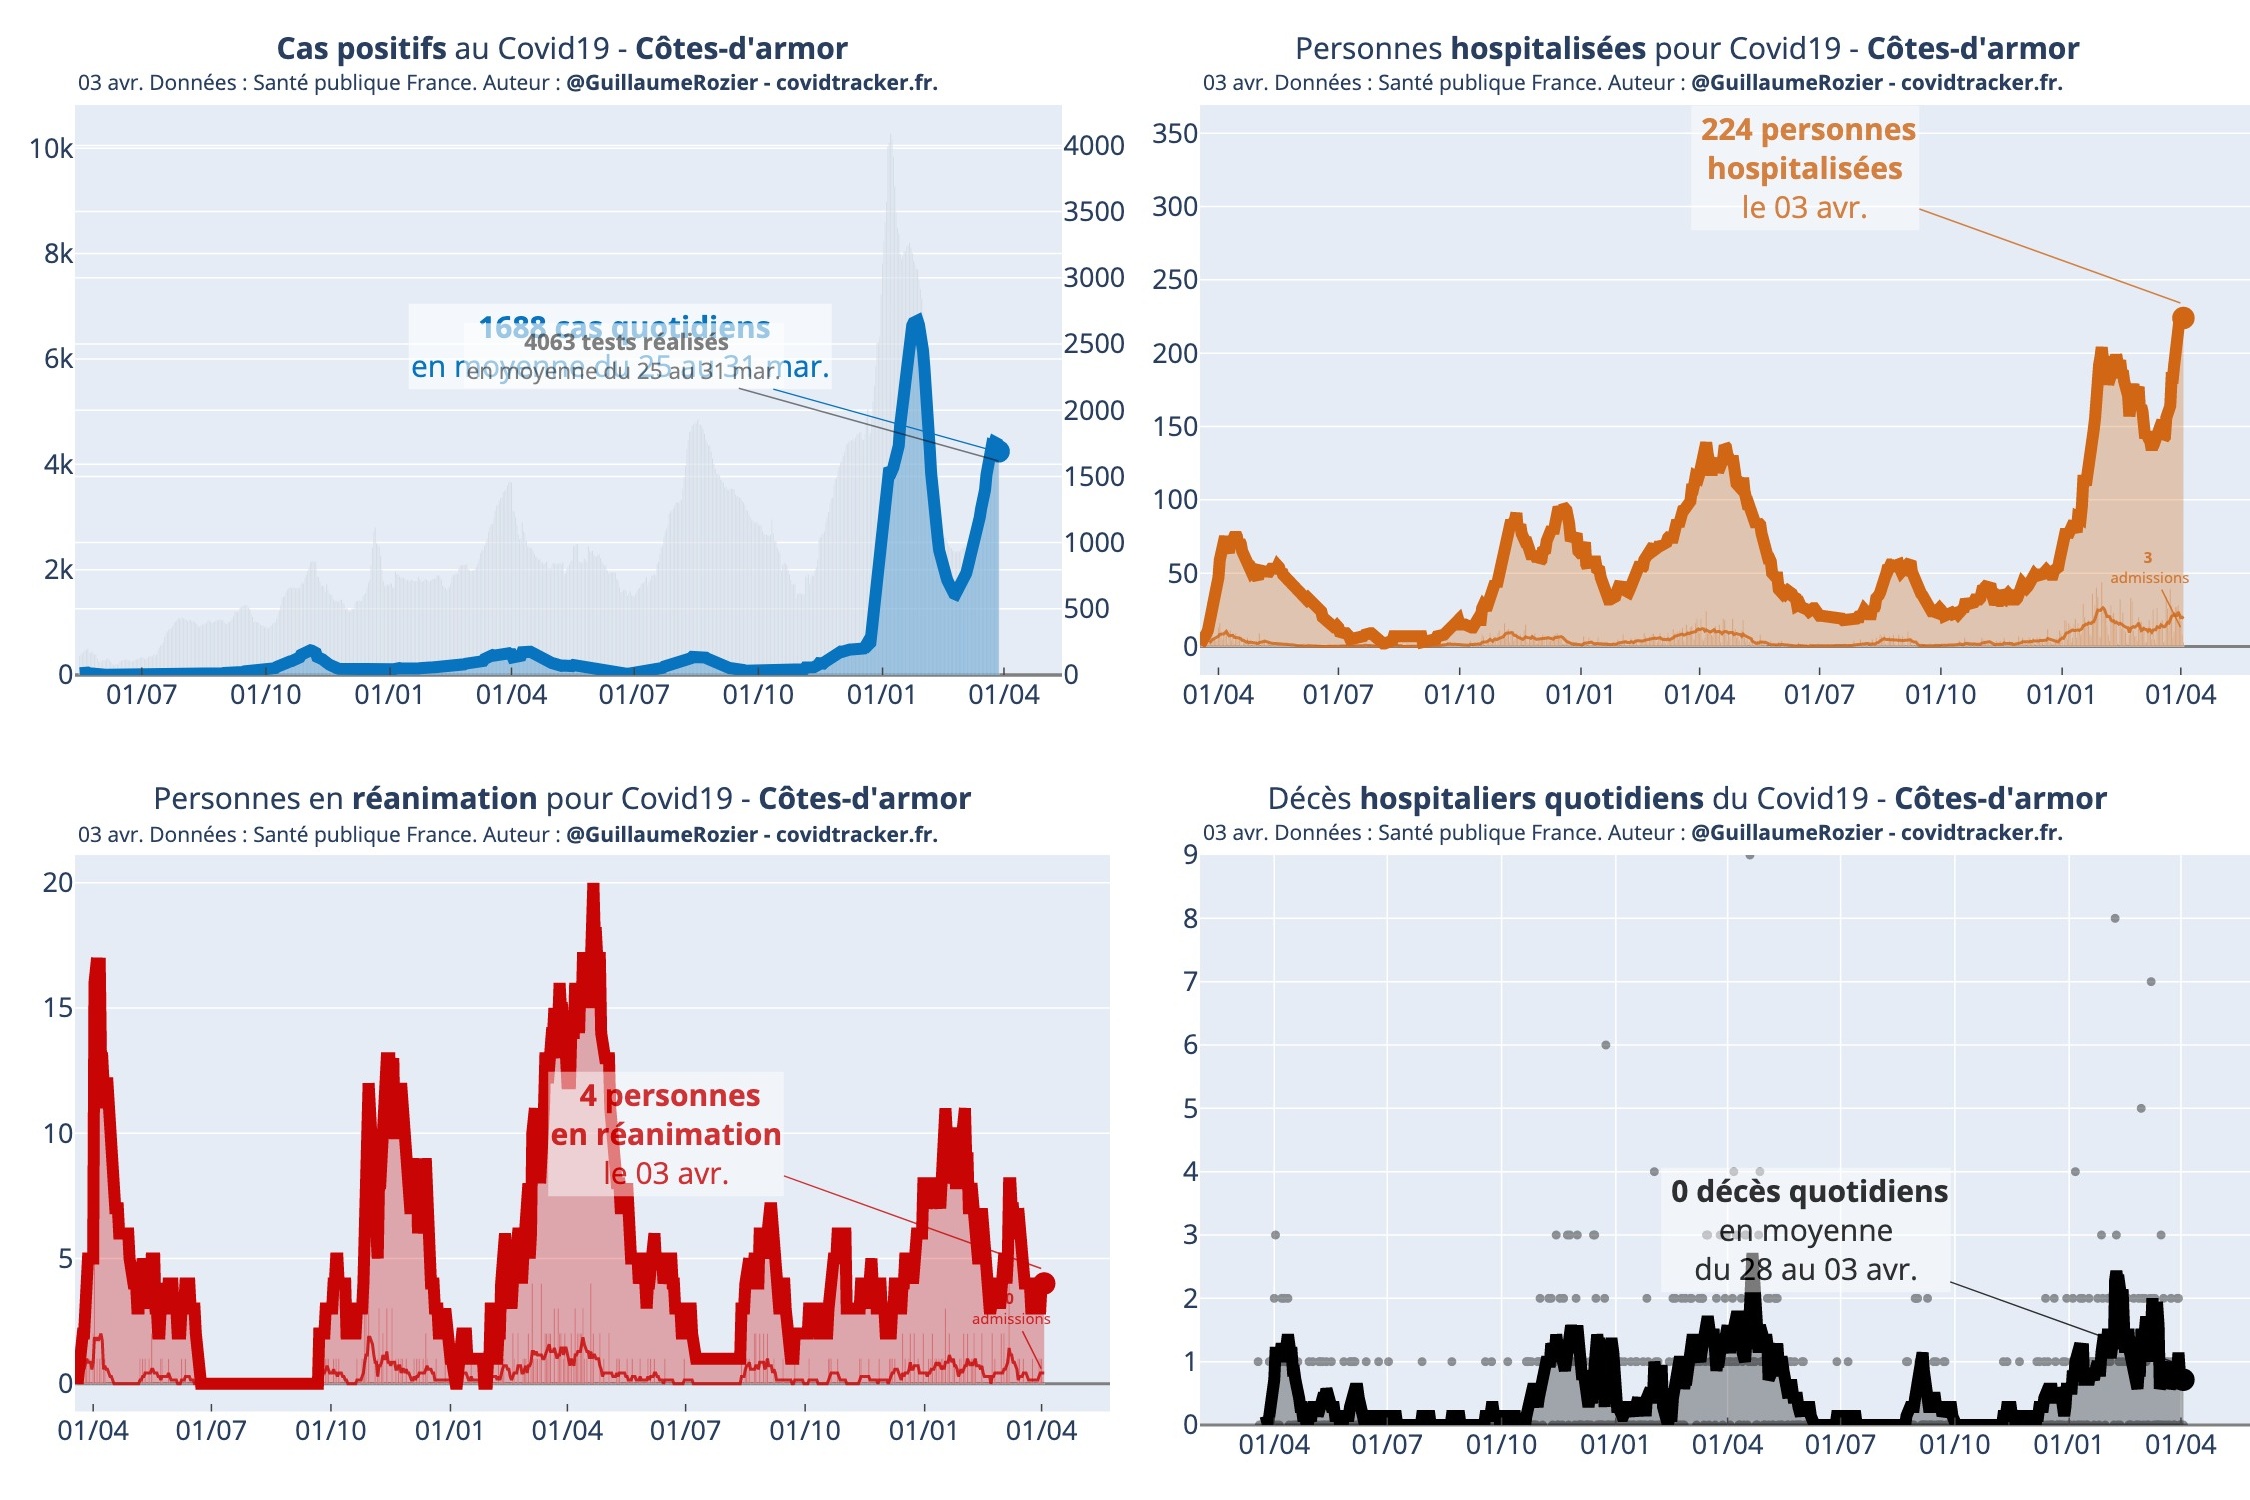 Cas positifs au Covid19 - Côtes-d'armor
03 avr. Données : Santé publique France. Auteur : @GuillaumeRozier - covidtracker.fr.
10k
8k
6k
4k
2k
0
4000
3500
3000
2500
2000
1500
1000
500
0
1688 cas quotidiens
en moyenne du 25 au 31 mar.
4063 tests réalisés
en moyenne du 25 au 31 mar.
01/07 01/10 01/01 01/04 01/07 01/10 01/01 01/04
Personnes hospitalisées pour Covid19 - Côtes-d'armor
03 avr. Données : Santé publique France. Auteur : @GuillaumeRozier - covidtracker.fr.
350
300
250
200
150
100
50
0
224 personnes
hospitalisées
le 03 avr.
3
admissions
01/04 01/07 01/10 01/01 01/04 01/07 01/10 01/01 01/04
Personnes en réanimation pour Covid19 - Côtes-d'armor
03 avr. Données : Santé publique France. Auteur : @GuillaumeRozier - covidtracker.fr.
20
15
10
5
0
4 personnes
en réanimation
le 03 avr.
0
admissions
01/04 01/07 01/10 01/01 01/04 01/07 01/10 01/01 01/04
Décès hospitaliers quotidiens du Covid19 - Côtes-d'armor
03 avr. Données : Santé publique France. Auteur : @GuillaumeRozier - covidtracker.fr.
9
8
7
6
5
4
3
2
1
0
0 décès quotidiens
en moyenne
du 28 au 03 avr.
01/04 01/07 01/10 01/01 01/04 01/07 01/10 01/01 01/04